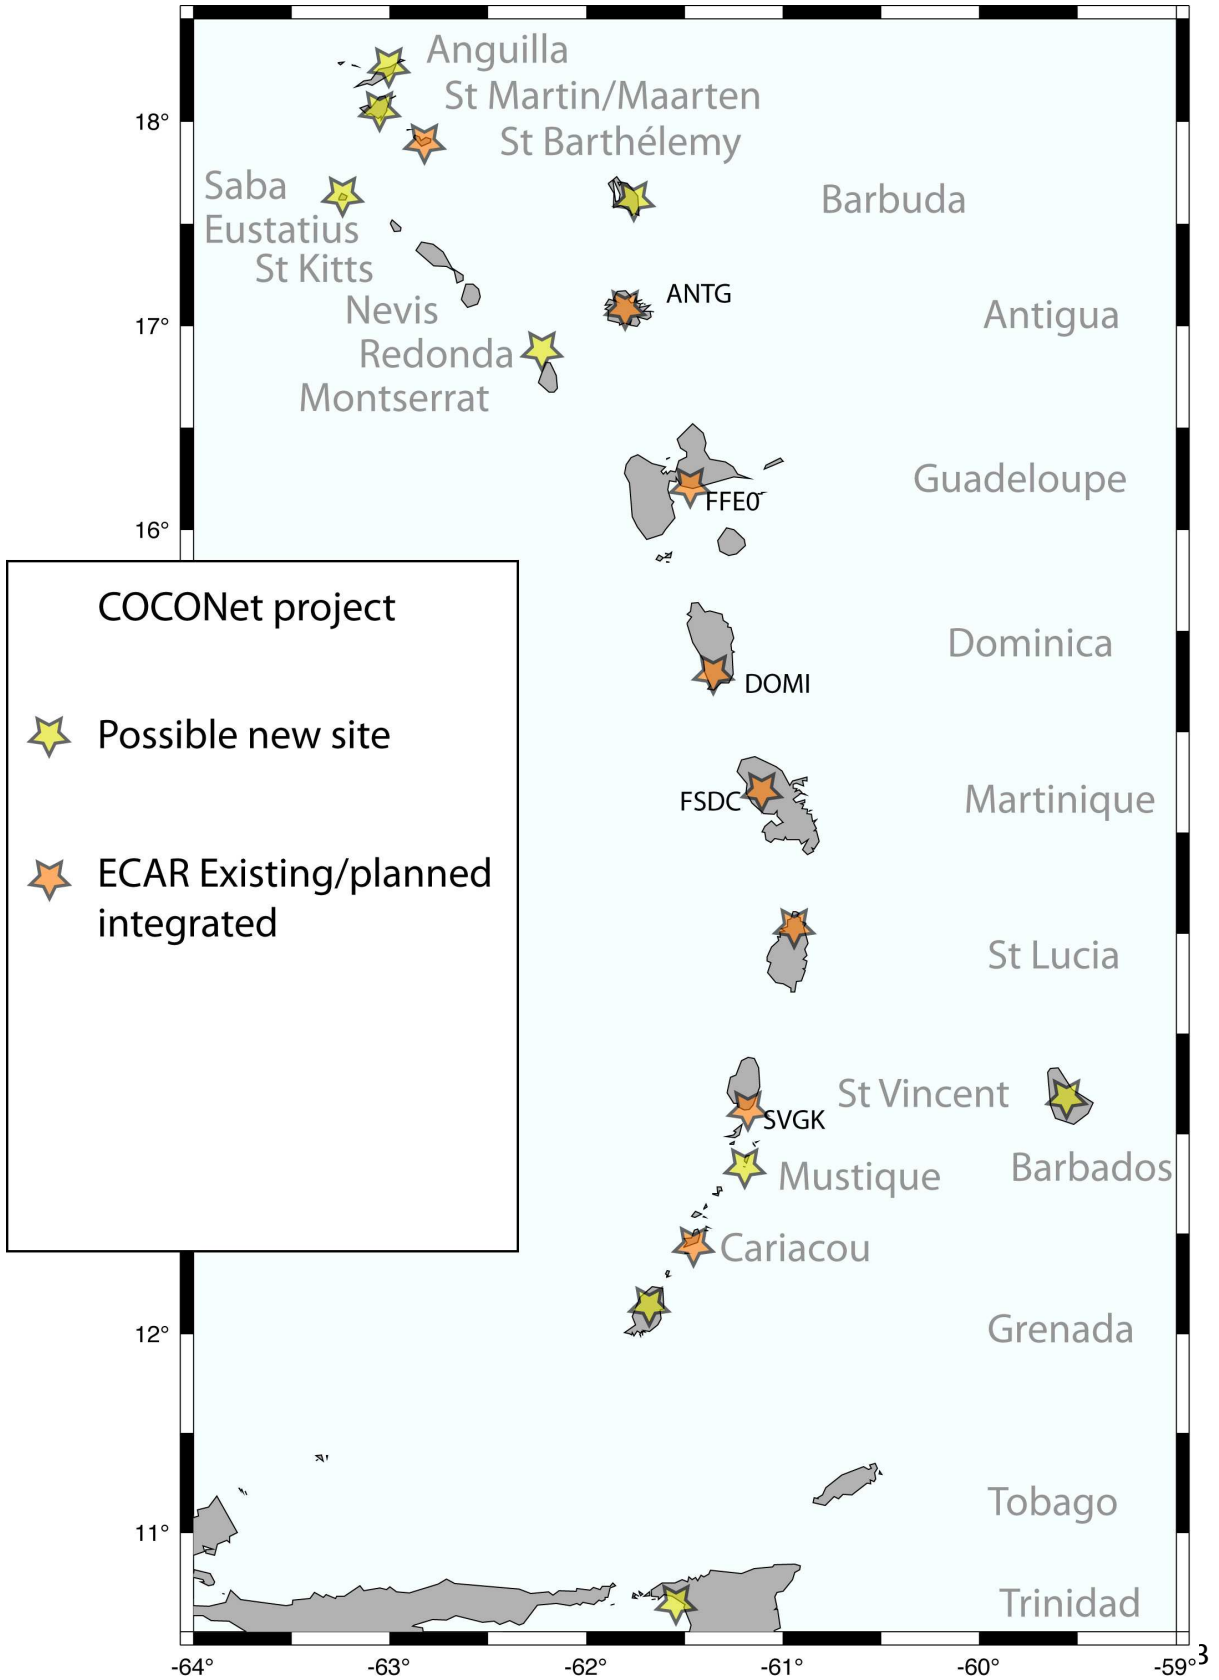 Anguilla
18°
St Martin/Maarten
St Barthélemy
Saba
Barbuda
Eustatius
St Kitts
ANTG
Nevis
Antigua
17°
Redonda
Montserrat
Guadeloupe
FFE0
16°
COCONet project
Dominica
DOMI
Possible new site
FSDC
Martinique
ECAR Existing/planned
integrated
St Lucia
St Vincent
SVGK
Barbados
Mustique
Cariacou
12°
Grenada
Tobago
11°
Trinidad
-64°
-63°
-62°
-61°
-60°
-59°
3